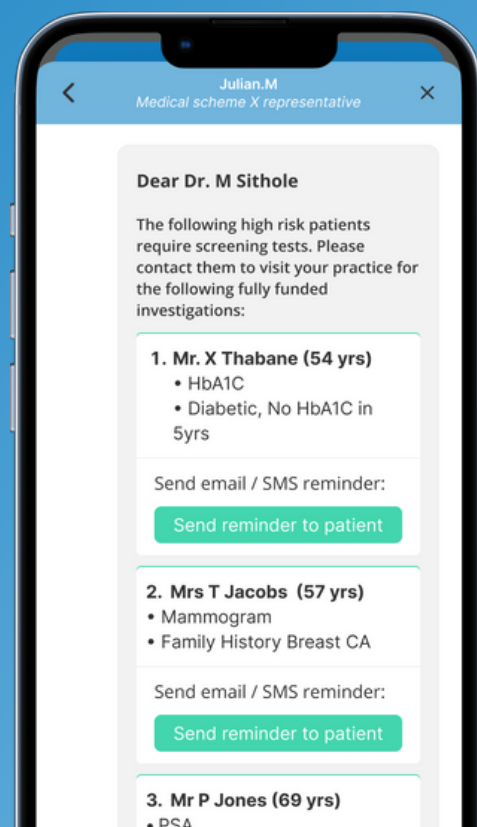 Julian.M
Medical scheme X representative
Dear Dr. M Sithole
The following high risk patients
require screening tests. Please
contact them to visit your practice for
the following fully funded
investigations:
1. Mr. X Thabane (54 yrs)
• HbA1C
• Diabetic, No HbA1C in
5yrs
Send email / SMS reminder:
Send reminder to patient
2. Mrs T Jacobs (57 yrs)
• Mammogram
• Family History Breast CA
Send email / SMS reminder:
Send reminder to patient
3. Mr P Jones (69 yrs)
• PSA